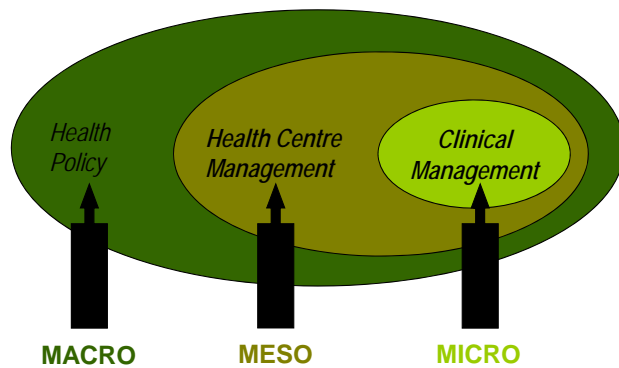 Health
Policy
Health Centre
Management
Clinical
Management
MACRO
MESO
MICRO